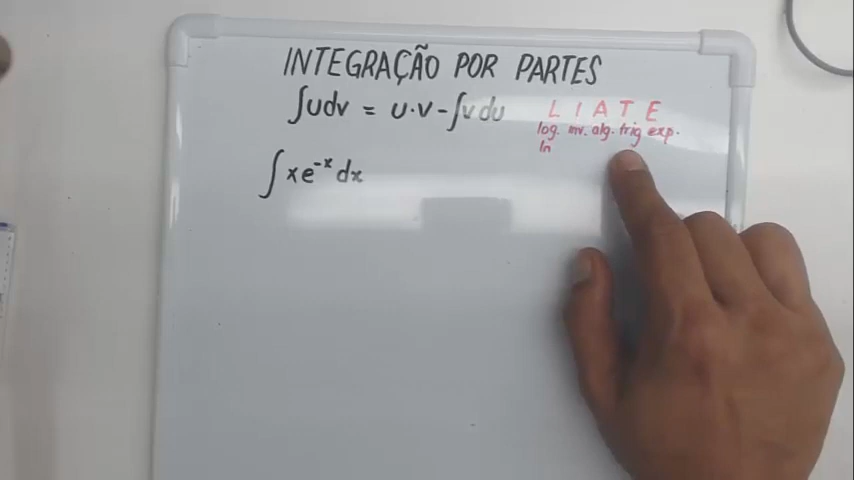 INTEGRAÇÃO POR PARTES
∫udv = u·v-∫vdu
L I A T E
log. inv. alg. trig exp.
ln
∫xe⁻ˣdx